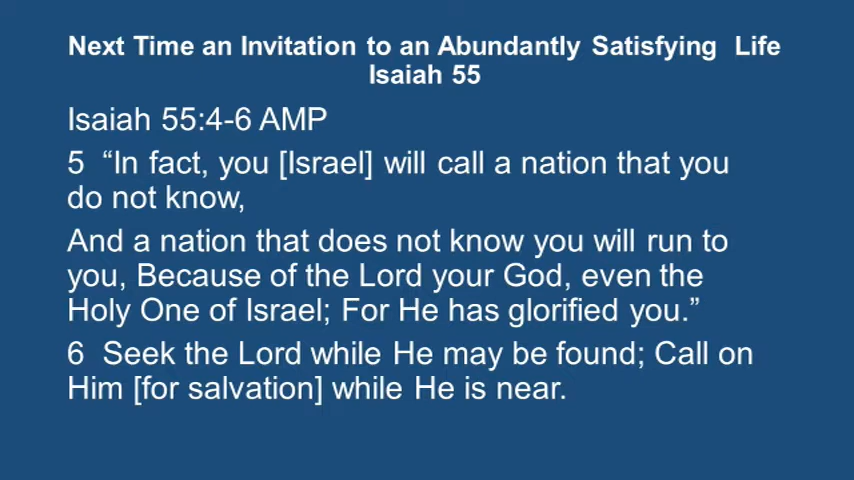 Next Time an Invitation to an Abundantly Satisfying Life
Isaiah 55
Isaiah 55:4-6 AMP
5 “In fact, you [Israel] will call a nation that you
do not know,
And a nation that does not know you will run to
you, Because of the Lord your God, even the
Holy One of Israel; For He has glorified you.”
6 Seek the Lord while He may be found; Call on
Him [for salvation] while He is near.